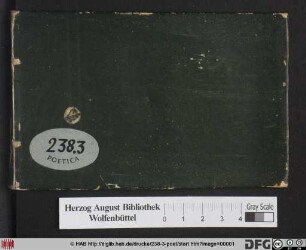 238.3
POETICA
Herzog August Bibliothek
Wolfenbüttel
0 1 2 3 4
Gray Scale
© HAB http://diglib.hab.de/drucke/238-3-poet/start.htm?image=00001
DFG